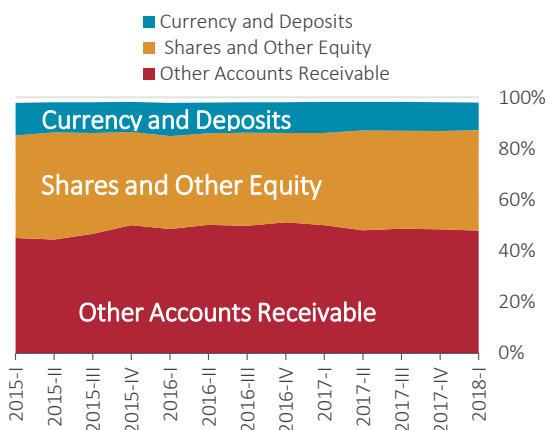 Currency and Deposits
Shares and Other Equity
Other Accounts Receivable
100%
80%
60%
40%
20%
0%
Currency and Deposits
Shares and Other Equity
Other Accounts Receivable
2015-I
2015-II
2015-III
2015-IV
2016-I
2016-II
2016-III
2016-IV
2017-I
2017-II
2017-III
2017-IV
2018-I